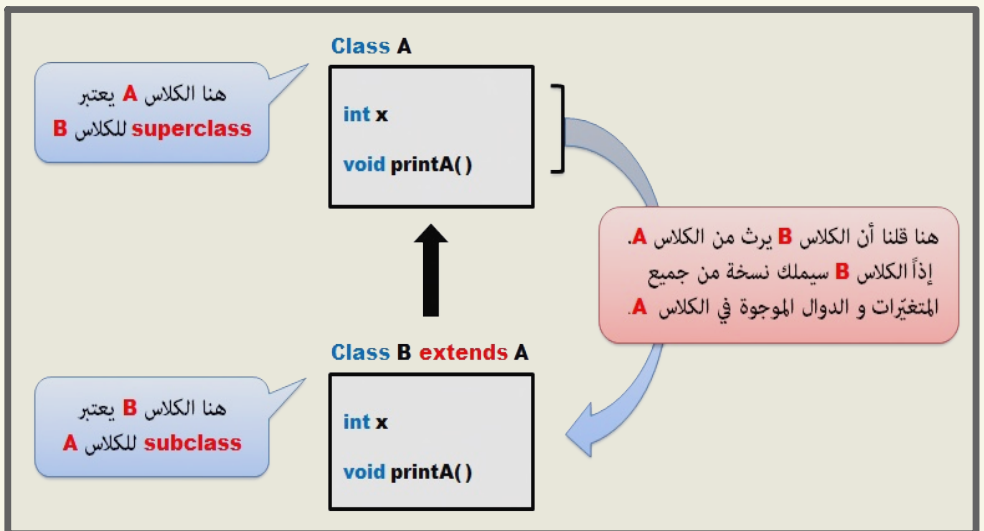 Class A
هنا الكلاس A يعتبر
superclass للكلاس B
int x
void printA()
هنا قلنا أن الكلاس B يرث من الكلاس A.
إذاً الكلاس B سيملك نسخة من جميع
المتغيّرات و الدوال الموجوة في الكلاس A.
Class B extends A
هنا الكلاس B يعتبر
subclass للكلاس A
int x
void printA()